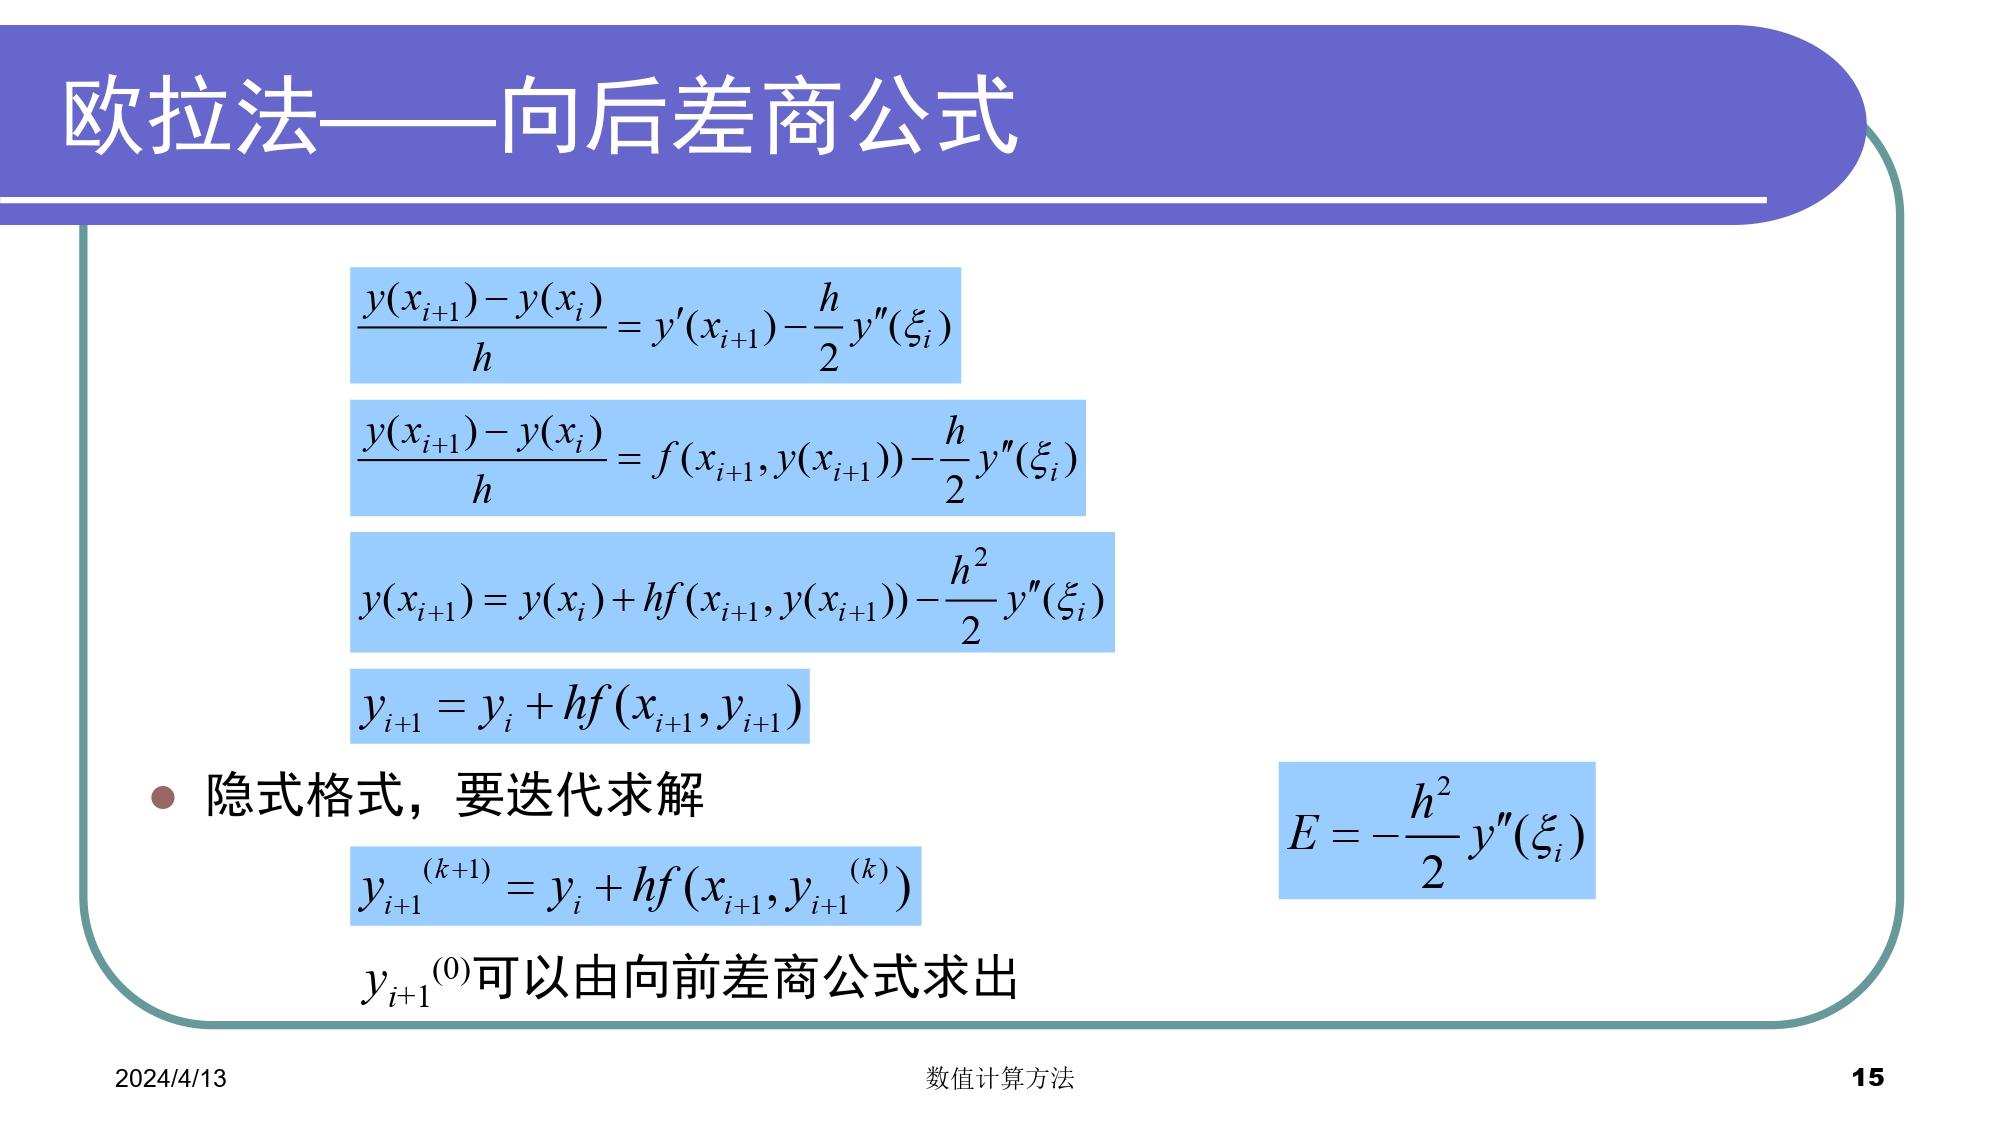 欧拉法——向后差商公式
$\frac{y(x_{i+1})-y(x_i)}{h}=y'(x_{i+1})-\frac{h}{2}y''(\xi_i)$
$\frac{y(x_{i+1})-y(x_i)}{h}=f(x_{i+1},y(x_{i+1}))-\frac{h}{2}y''(\xi_i)$
$y(x_{i+1})=y(x_i)+hf(x_{i+1},y(x_{i+1}))-\frac{h^2}{2}y''(\xi_i)$
$y_{i+1}=y_i+hf(x_{i+1},y_{i+1})$
● 隐式格式，要迭代求解
$E=-\frac{h^2}{2}y''(\xi_i)$
$y_{i+1}^{(k+1)}=y_i+hf(x_{i+1},y_{i+1}^{(k)})$
$y_{i+1}^{(0)}$可以由向前差商公式求出
2024/4/13
数值计算方法
15